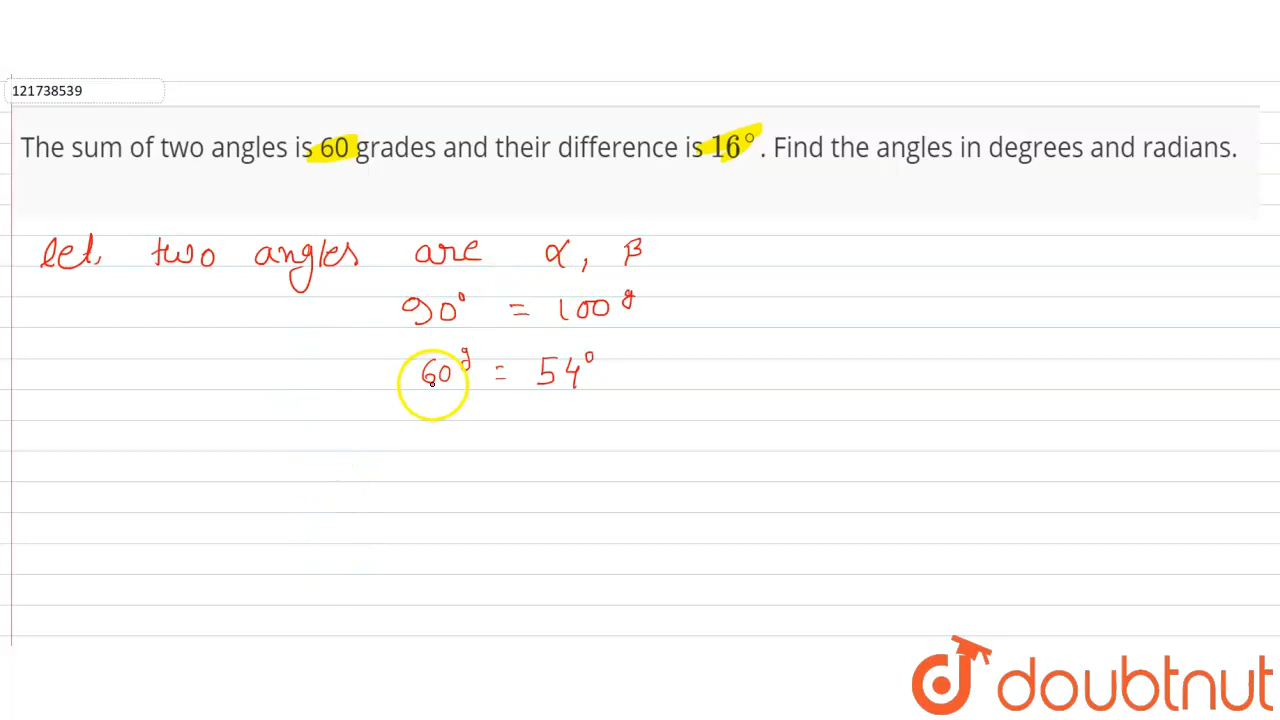 121738539
The sum of two angles is 60 grades and their difference is 16°. Find the angles in degrees and radians.
let, two angles are α, β
90° = 100^g
60^g = 54°
doubtnut